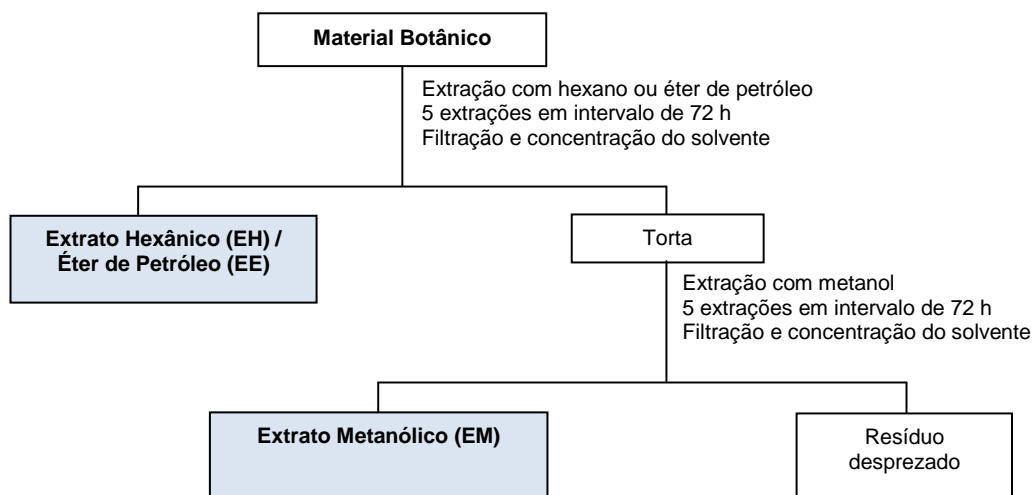 Material Botânico
Extração com hexano ou éter de petróleo
5 extrações em intervalo de 72 h
Filtração e concentração do solvente
Extrato Hexânico (EH) /
Éter de Petróleo (EE)
Torta
Extração com metanol
5 extrações em intervalo de 72 h
Filtração e concentração do solvente
Extrato Metanólico (EM)
Resíduo
desprezado